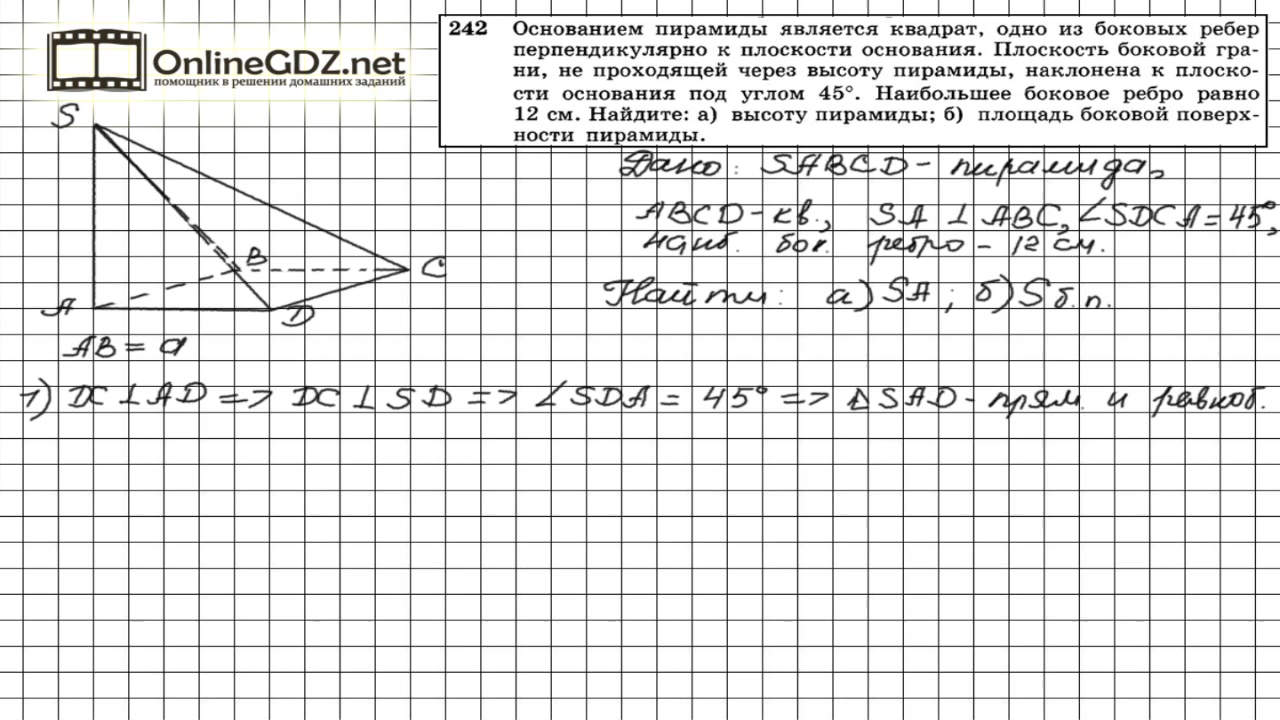 OnlineGDZ.net
помощник в решении домашних заданий
242 Основанием пирамиды является квадрат, одно из боковых ребер
перпендикулярно к плоскости основания. Плоскость боковой гра-
ни, не проходящей через высоту пирамиды, наклонена к плоско-
сти основания под углом 45°. Наибольшее боковое ребро равно
12 см. Найдите: а) высоту пирамиды; б) площадь боковой поверх-
ности пирамиды.
S
B
C
A
D
AB = a
Дано: SABCD - пирамида,
ABCD - кв., SA ⊥ ABC, ∠SDCA = 45°,
наиб. бок. ребро - 12 см.
Найти: а) SA; б) S б.п.
1) DC ⊥ AD => DC ⊥ SD => ∠SDA = 45° => ΔSAD - прям. и равноб.